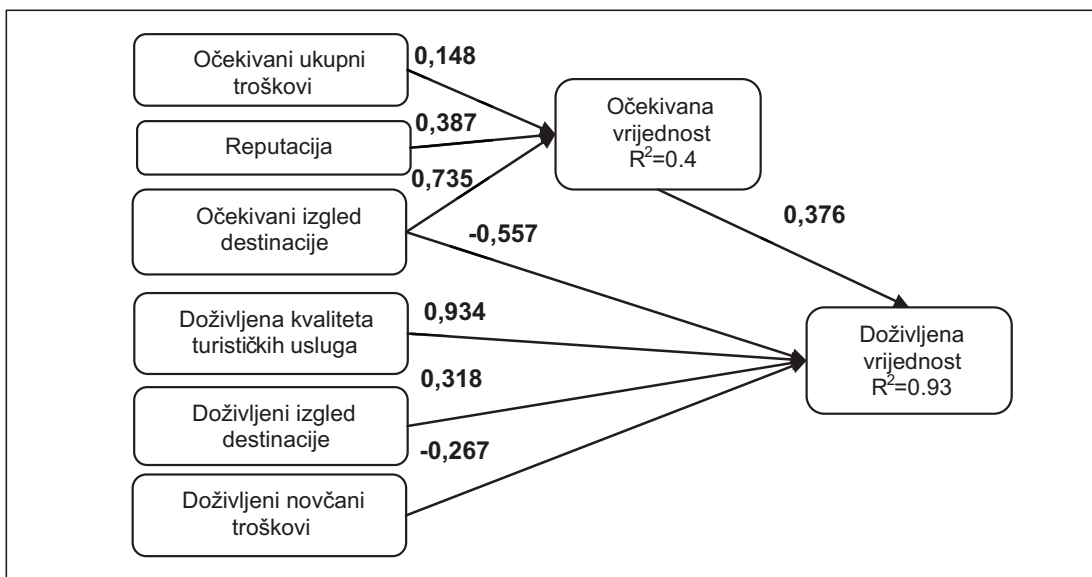 Očekivani ukupni
troškovi
0,148
Očekivana
vrijednost
R²=0.4
Reputacija
0,387
0,735
Očekivani izgled
destinacije
0,376
-0,557
Doživljena kvaliteta
turističkih usluga
0,934
Doživljena
vrijednost
R²=0.93
0,318
Doživljeni izgled
destinacije
-0,267
Doživljeni novčani
troškovi